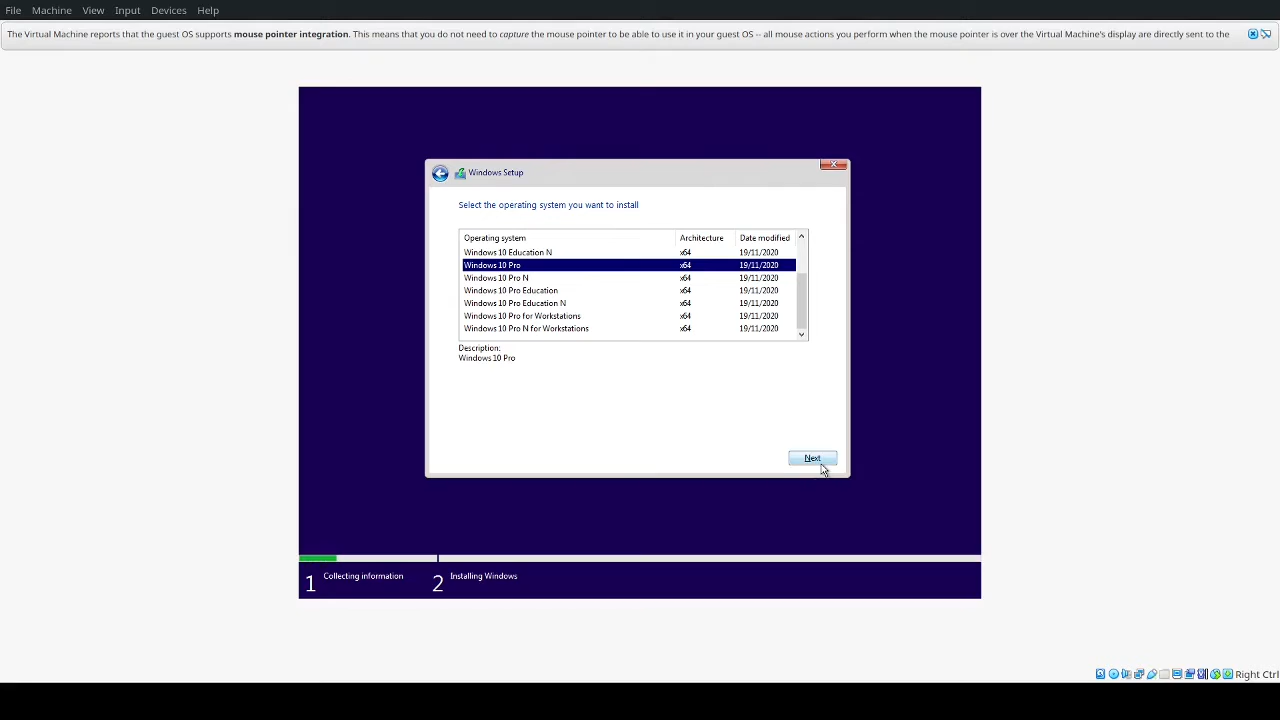 File Machine View Input Devices Help
The Virtual Machine reports that the guest OS supports mouse pointer integration. This means that you do not need to capture the mouse pointer to be able to use it in your guest OS -- all mouse actions you perform when the mouse pointer is over the Virtual Machine's display are directly sent to the
Windows Setup
Select the operating system you want to install
Operating system Architecture Date modified
Windows 10 Education N x64 19/11/2020
Windows 10 Pro x64 19/11/2020
Windows 10 Pro N x64 19/11/2020
Windows 10 Pro Education x64 19/11/2020
Windows 10 Pro Education N x64 19/11/2020
Windows 10 Pro for Workstations x64 19/11/2020
Windows 10 Pro N for Workstations x64 19/11/2020
Description:
Windows 10 Pro
Next
1 Collecting information 2 Installing Windows
Right Ctrl